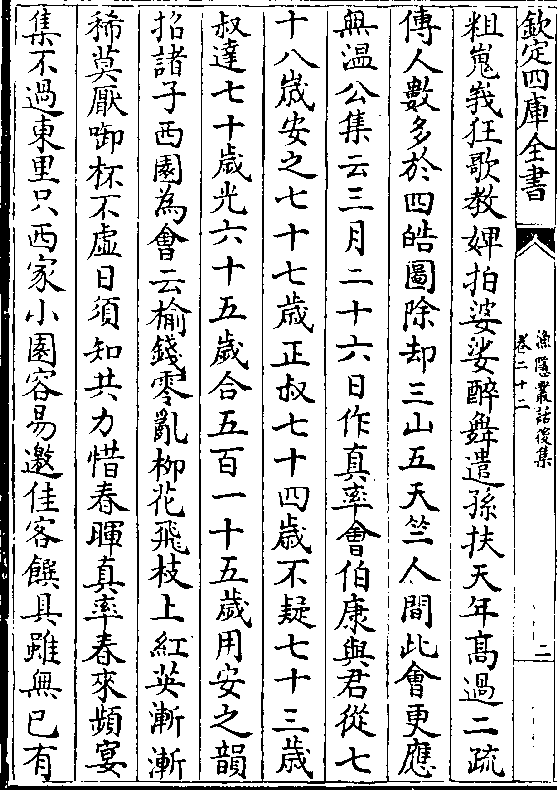 欽定四庫全書
漁隱叢話後集
卷二十二
二
粗嵬峩狂歌教婢拍婆娑醉舞遣孫扶天年髙過二疏
傳人數多於四皓圖除却三山五天竺人間此㑹更應
無溫公集云三月二十六日作真率㑹伯康與君從七
十八歲安之七十七歲正叔七十四歲不疑七十三歲
叔達七十歲光六十五歲合五百一十五歲用安之韻
招諸子西園為㑹云榆錢零亂柳花飛枝上紅英漸漸
稀莫厭啣杯不虛日須知共力惜春暉真率春來頻宴
集不過東里只西家小園容易邀佳客饌具雖無已有